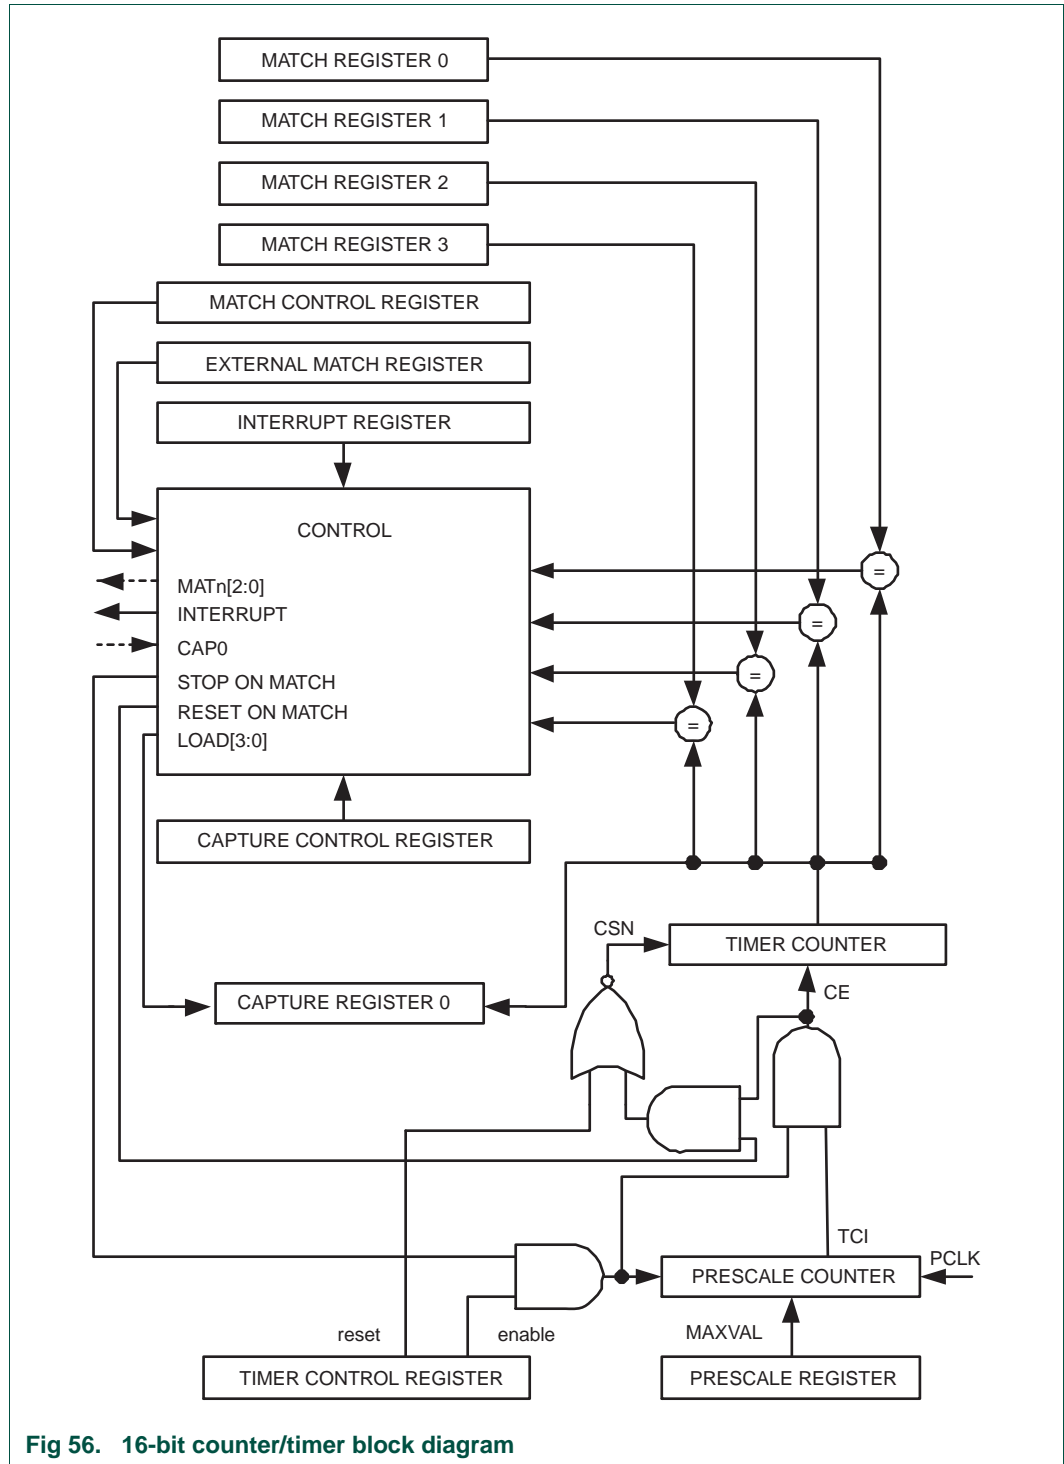 MATCH REGISTER 0
MATCH REGISTER 1
MATCH REGISTER 2
MATCH REGISTER 3
MATCH CONTROL REGISTER
EXTERNAL MATCH REGISTER
INTERRUPT REGISTER
CONTROL
MATn[2:0]
INTERRUPT
CAP0
STOP ON MATCH
RESET ON MATCH
LOAD[3:0]
=
=
=
=
CAPTURE CONTROL REGISTER
CSN
TIMER COUNTER
CE
CAPTURE REGISTER 0
TCI
PCLK
PRESCALE COUNTER
reset
enable
MAXVAL
TIMER CONTROL REGISTER
PRESCALE REGISTER
Fig 56. 16-bit counter/timer block diagram